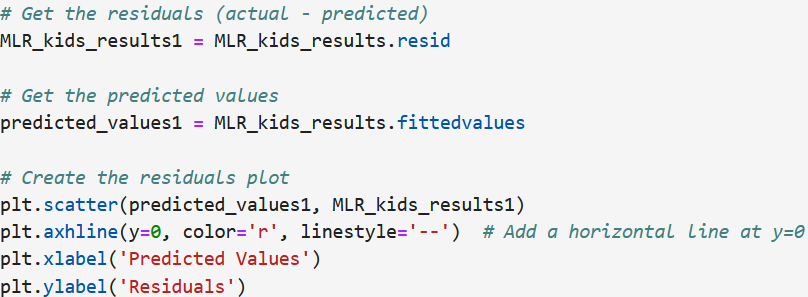 # Get the residuals (actual - predicted)
MLR_kids_results1 = MLR_kids_results.resid
# Get the predicted values
predicted_values1 = MLR_kids_results.fittedvalues
# Create the residuals plot
plt.scatter(predicted_values1, MLR_kids_results1)
plt.axhline(y=0, color='r', linestyle='--')  # Add a horizontal line at y=0
plt.xlabel('Predicted Values')
plt.ylabel('Residuals')